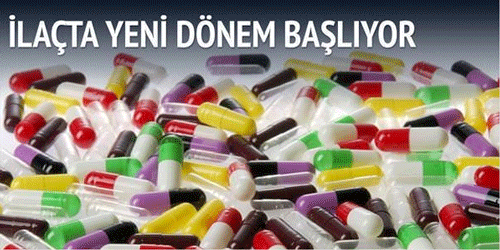 İLAÇTA YENİ DÖNEM BAŞLIYOR